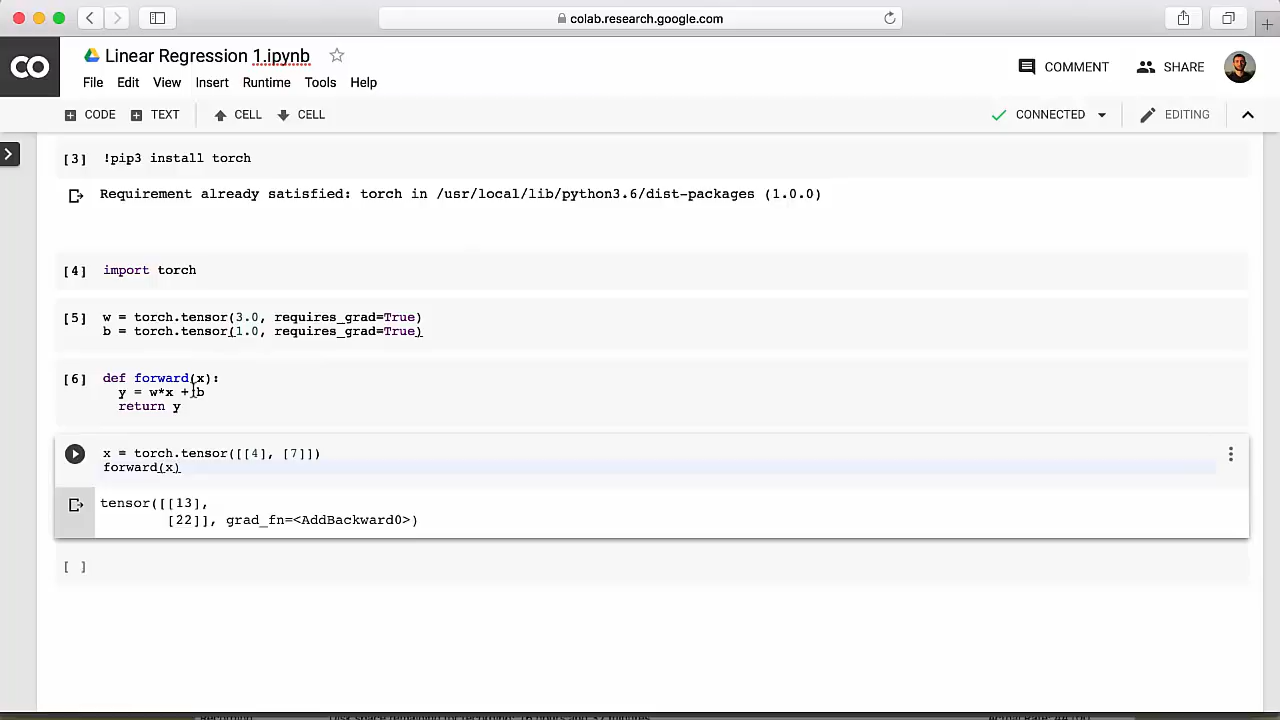 colab.research.google.com
CO
Linear Regression 1.ipynb
COMMENT
SHARE
File Edit View Insert Runtime Tools Help
CODE TEXT CELL CELL
CONNECTED
EDITING
[3] !pip3 install torch
Requirement already satisfied: torch in /usr/local/lib/python3.6/dist-packages (1.0.0)
[4] import torch
[5] w = torch.tensor(3.0, requires_grad=True)
b = torch.tensor(1.0, requires_grad=True)
[6] def forward(x):
y = w*x + b
return y
x = torch.tensor([[4], [7]])
forward(x)
tensor([[13],
[22]], grad_fn=<AddBackward0>)
[ ]